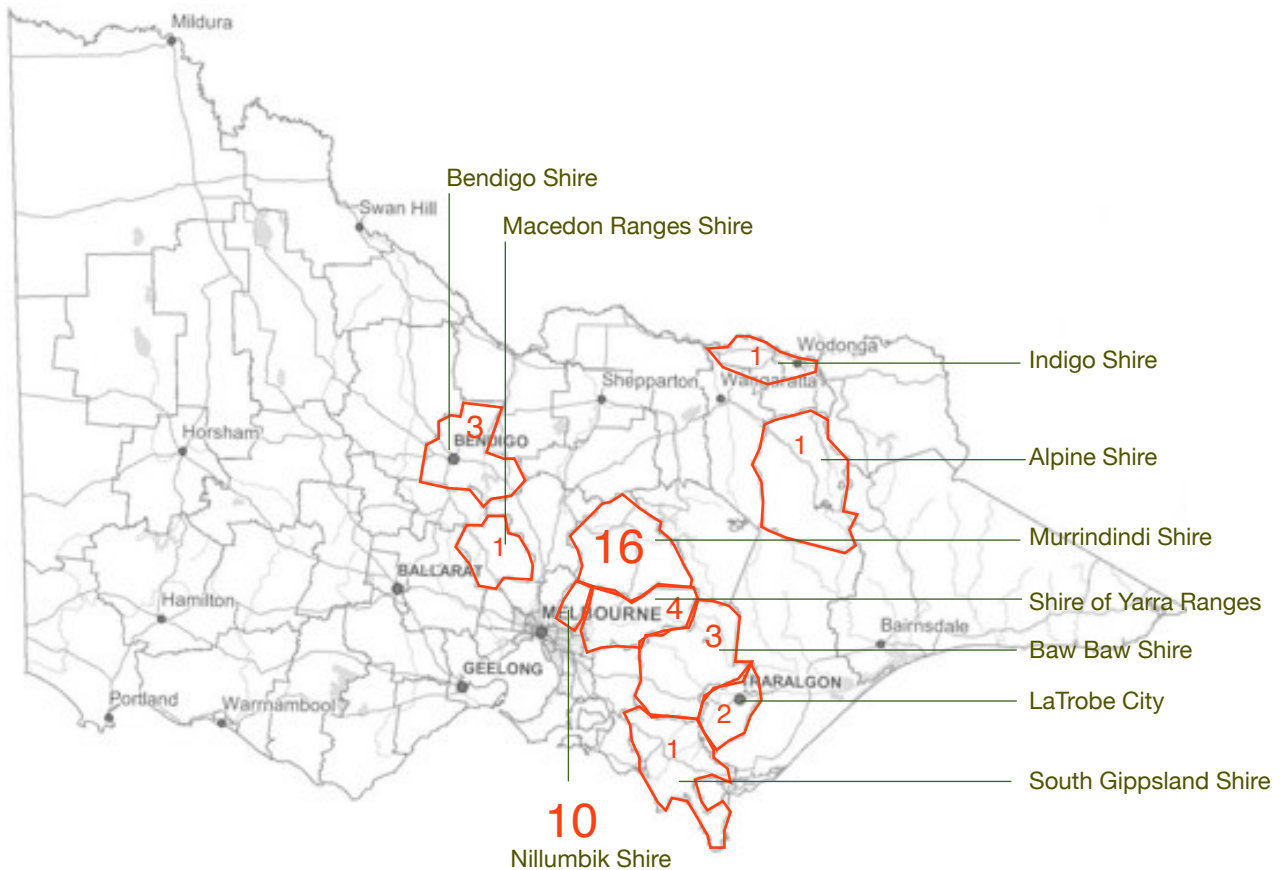 Mildura
Bendigo Shire
Swan Hill
Macedon Ranges Shire
1
Wodonga
Indigo Shire
Shepparton
Wangaratta
3
Horsham
BENDIGO
1
Alpine Shire
1
16
Murrindindi Shire
BALLARAT
Hamilton
MELBOURNE
4
Shire of Yarra Ranges
3
Bairnsdale
Baw Baw Shire
GEELONG
TRARALGON
Portland
Warrnambool
2
LaTrobe City
1
South Gippsland Shire
10
Nillumbik Shire